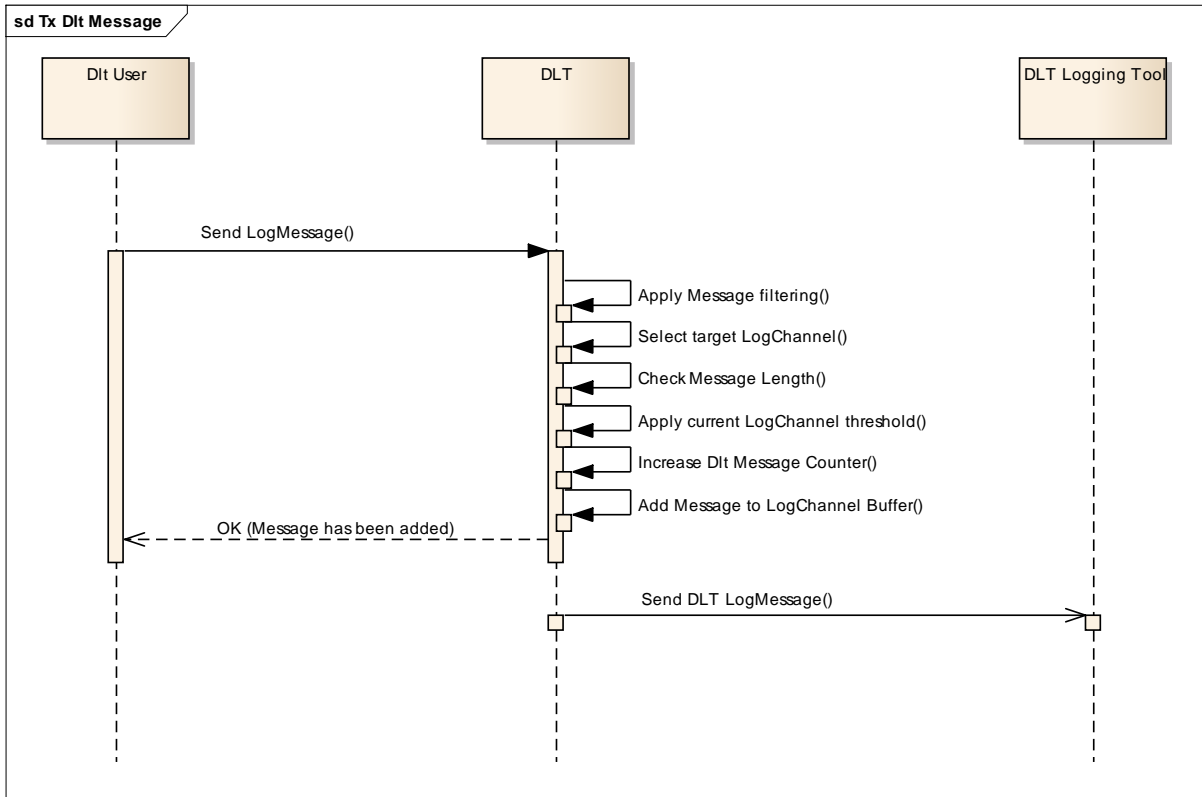 sd Tx Dlt Message
Dlt User
DLT
DLT Logging Tool
Send LogMessage()
Apply Message filtering()
Select target LogChannel()
Check Message Length()
Apply current LogChannel threshold()
Increase Dlt Message Counter()
Add Message to LogChannel Buffer()
OK (Message has been added)
Send DLT LogMessage()